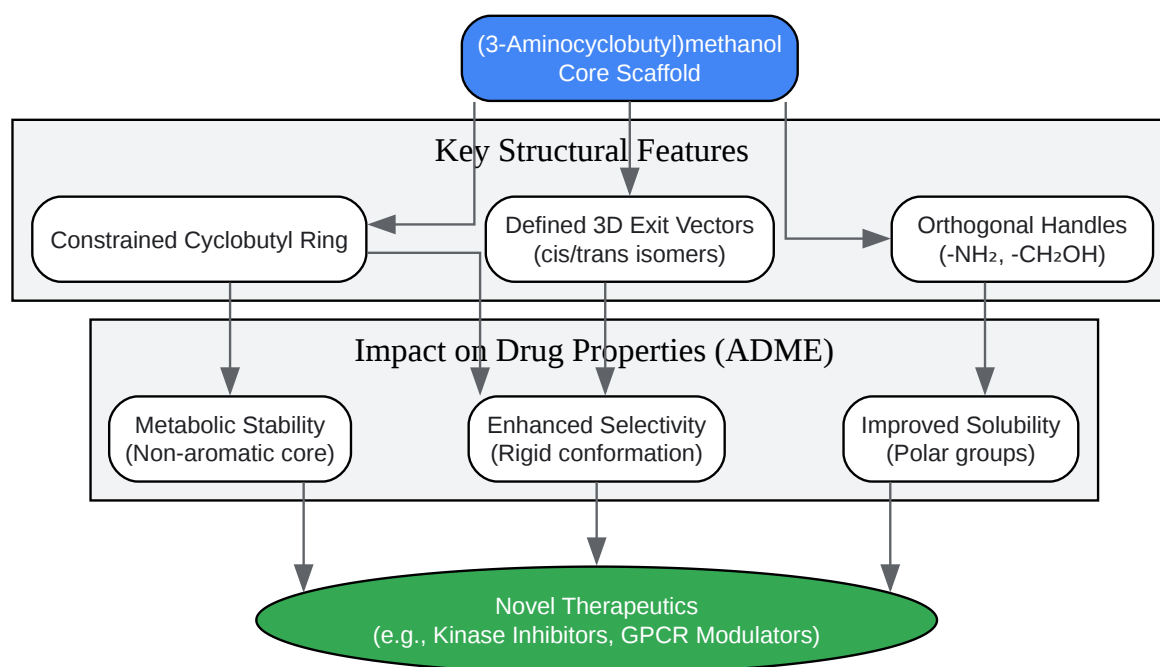 (3-Aminocyclobutyl)methanol
Core Scaffold
Key Structural Features
Constrained Cyclobutyl Ring
Defined 3D Exit Vectors
(cis/trans isomers)
Orthogonal Handles
(-NH₂, -CH₂OH)
Impact on Drug Properties (ADME)
Metabolic Stability
(Non-aromatic core)
Enhanced Selectivity
(Rigid conformation)
Improved Solubility
(Polar groups)
Novel Therapeutics
(e.g., Kinase Inhibitors, GPCR Modulators)